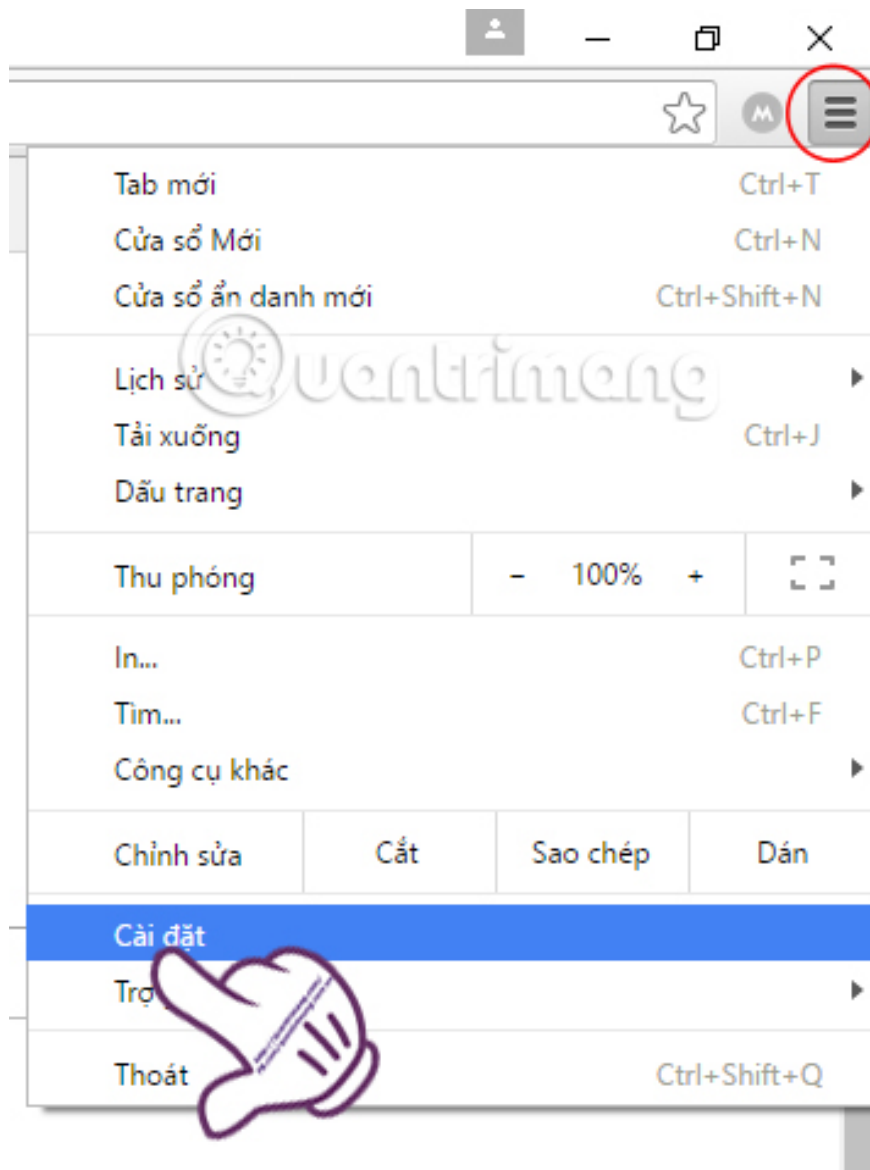 Tab mới Ctrl+T
Cửa sổ Mới Ctrl+N
Cửa sổ ẩn danh mới Ctrl+Shift+N
Quantrimang
Lịch sử
Tải xuống Ctrl+J
Dấu trang
Thu phóng - 100% +
In... Ctrl+P
Tìm... Ctrl+F
Công cụ khác
Chỉnh sửa Cắt Sao chép Dán
Cài đặt
Trợ
Thoát Ctrl+Shift+Q